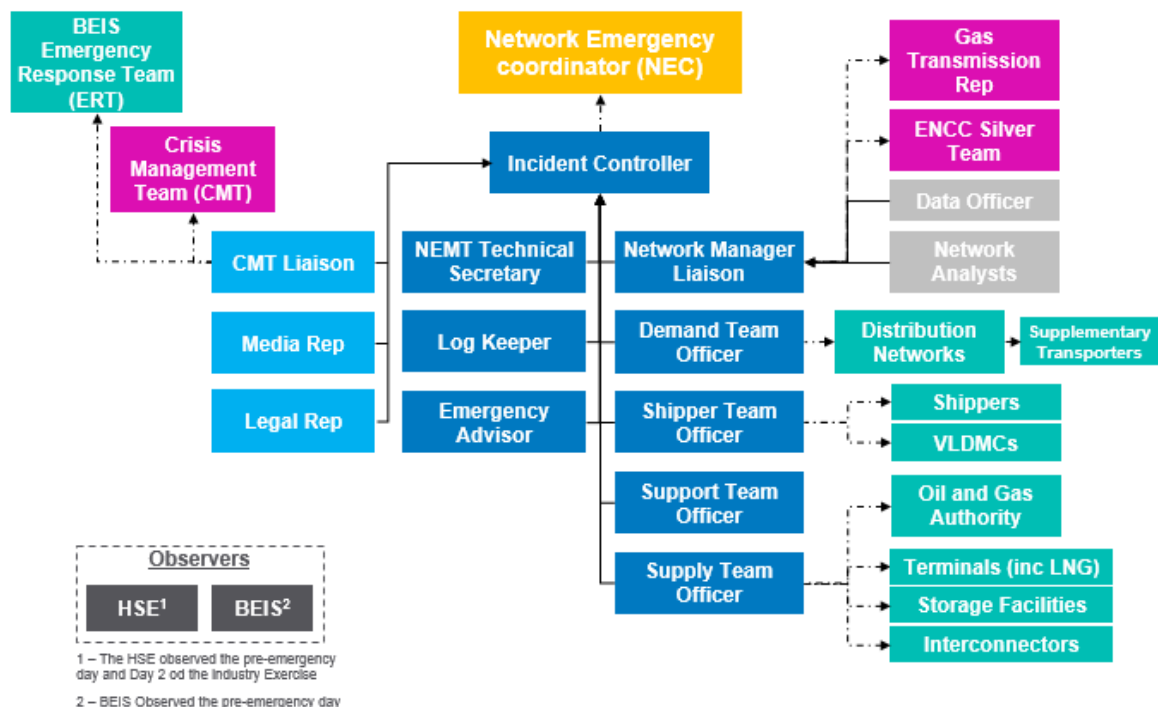 BEIS
Emergency
Response Team
(ERT)
Network Emergency
coordinator (NEC)
Gas
Transmission
Rep
Crisis
Management
Team (CMT)
Incident Controller
ENCC Silver
Team
Data Officer
CMT Liaison
NEMT Technical
Secretary
Network Manager
Liaison
Network
Analysts
Media Rep
Log Keeper
Demand Team
Officer
Distribution
Networks
Supplementary
Transporters
Legal Rep
Emergency
Advisor
Shipper Team
Officer
Shippers
VLDMCs
Support Team
Officer
Oil and Gas
Authority
Supply Team
Officer
Terminals (inc LNG)
Storage Facilities
Interconnectors
Observers
HSE1
BEIS2
1 – The HSE observed the pre-emergency
day and Day 2 od the Industry Exercise
2 – BEIS Observed the pre-emergency day